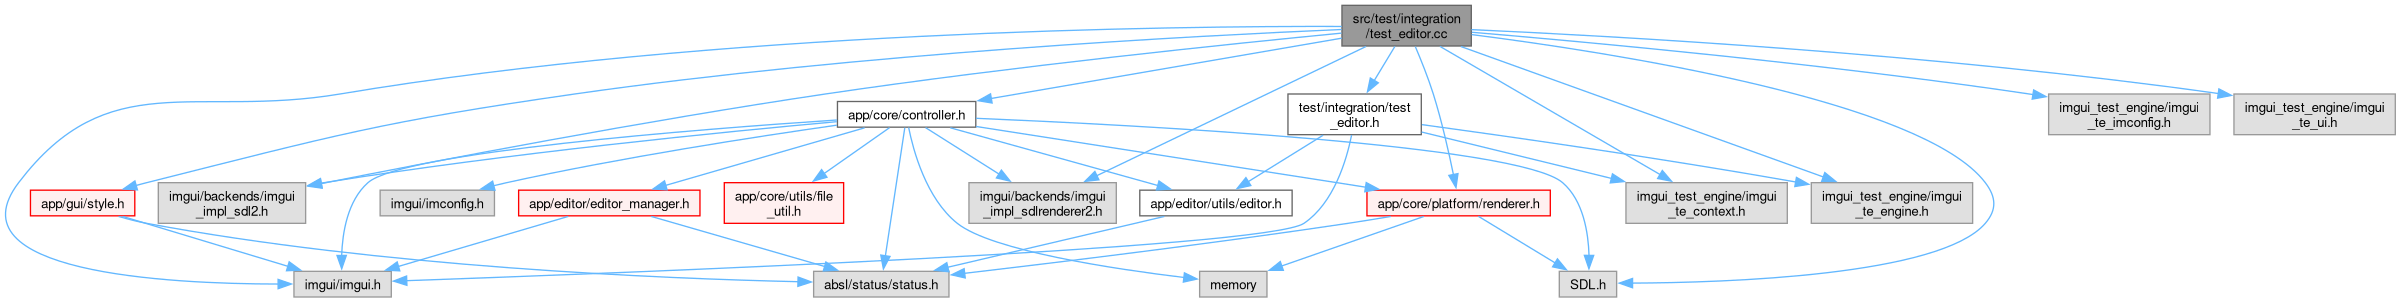 src/test/integration
/test_editor.cc
app/core/controller.h
test/integration/test
_editor.h
imgui_test_engine/imgui
_te_imconfig.h
imgui_test_engine/imgui
_te_ui.h
app/gui/style.h
imgui/backends/imgui
_impl_sdl2.h
imgui/imconfig.h
app/editor/editor_manager.h
app/core/utils/file
_util.h
imgui/backends/imgui
_impl_sdlrenderer2.h
app/editor/utils/editor.h
app/core/platform/renderer.h
imgui_test_engine/imgui
_te_context.h
imgui_test_engine/imgui
_te_engine.h
imgui/imgui.h
absl/status/status.h
memory
SDL.h